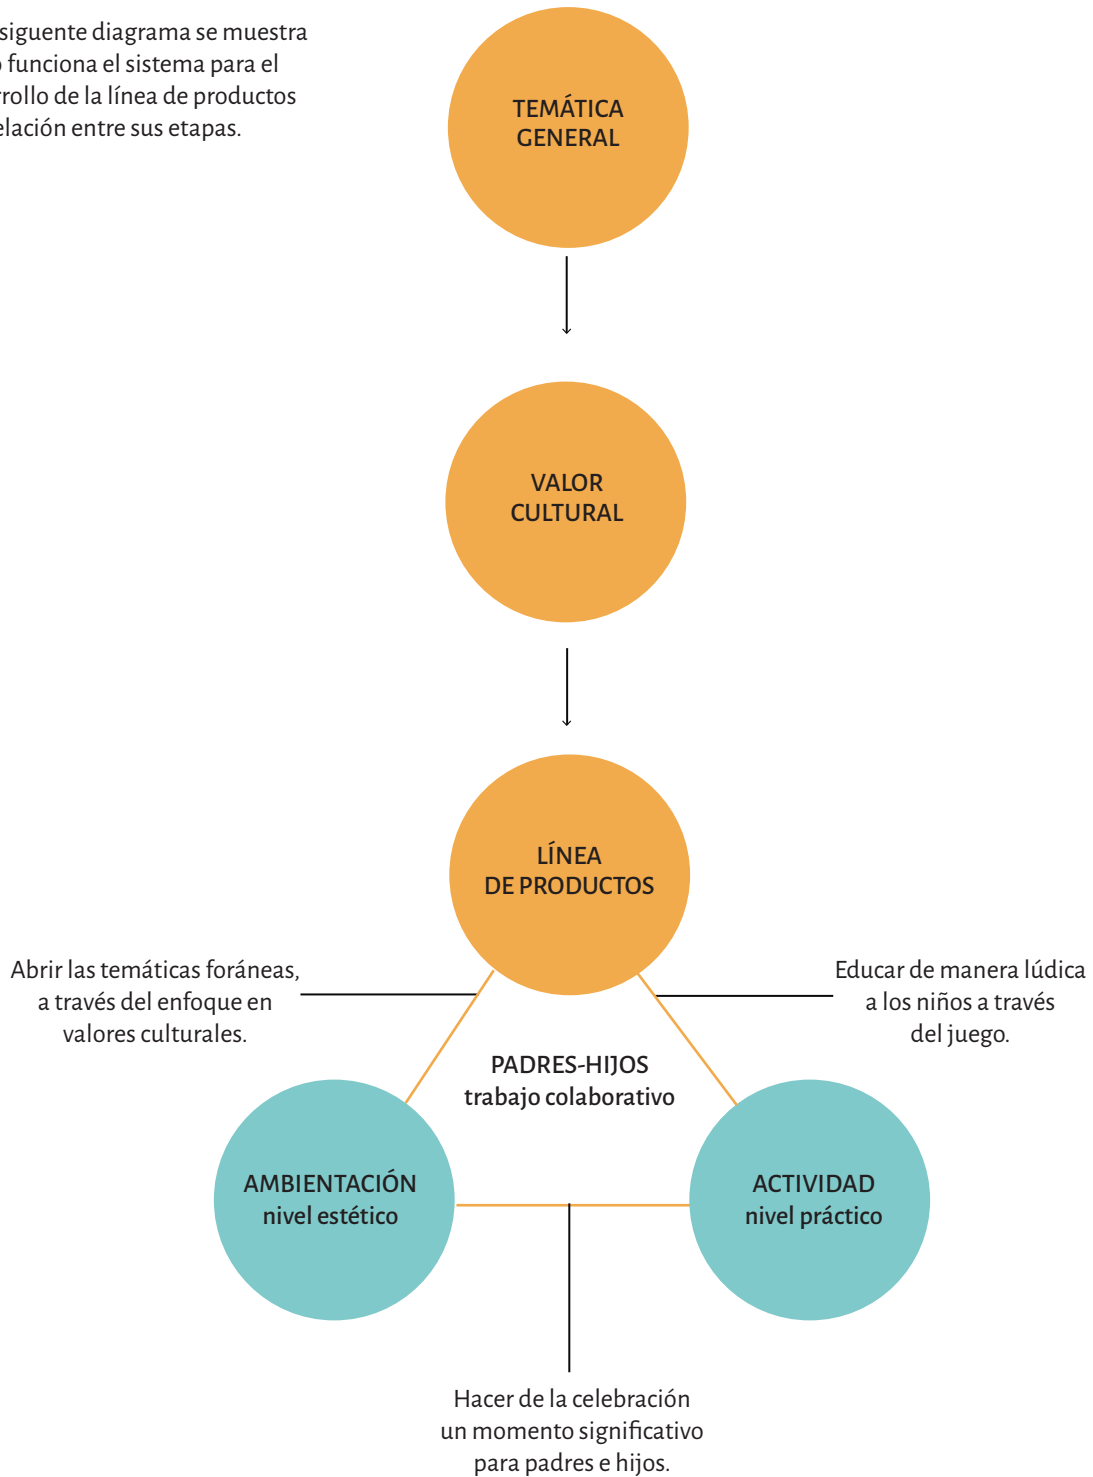 siguente diagrama se muestra
funciona el sistema para el
rrollo de la línea de productos
elación entre sus etapas.
TEMÁTICA
GENERAL
VALOR
CULTURAL
LÍNEA
DE PRODUCTOS
Abrir las temáticas foráneas,
a través del enfoque en
valores culturales.
Educar de manera lúdica
a los niños a través
del juego.
PADRES-HIJOS
trabajo colaborativo
AMBIENTACIÓN
nivel estético
ACTIVIDAD
nivel práctico
Hacer de la celebración
un momento significativo
para padres e hijos.